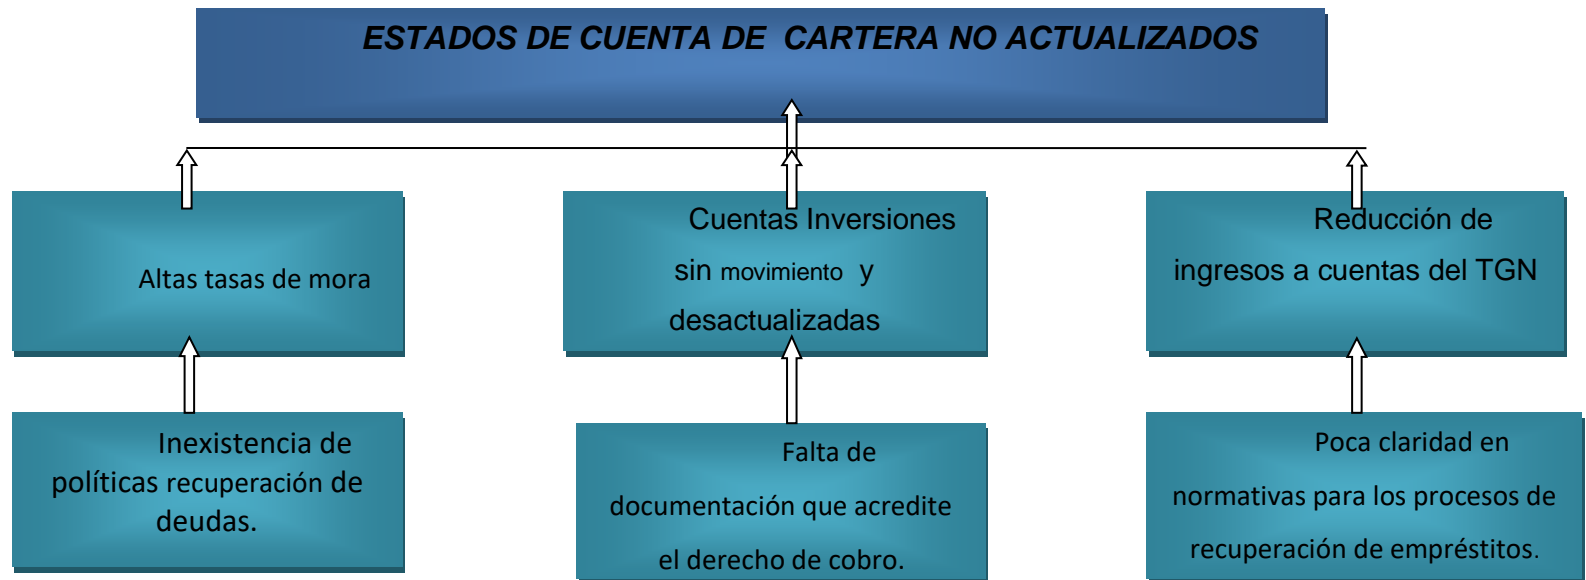 ESTADOS DE CUENTA DE CARTERA NO ACTUALIZADOS
Altas tasas de mora
Cuentas Inversiones
sin movimiento y
desactualizadas
Reducción de
ingresos a cuentas del TGN
Inexistencia de
políticas recuperación de
deudas.
Falta de
documentación que acredite
el derecho de cobro.
Poca claridad en
normativas para los procesos de
recuperación de empréstitos.